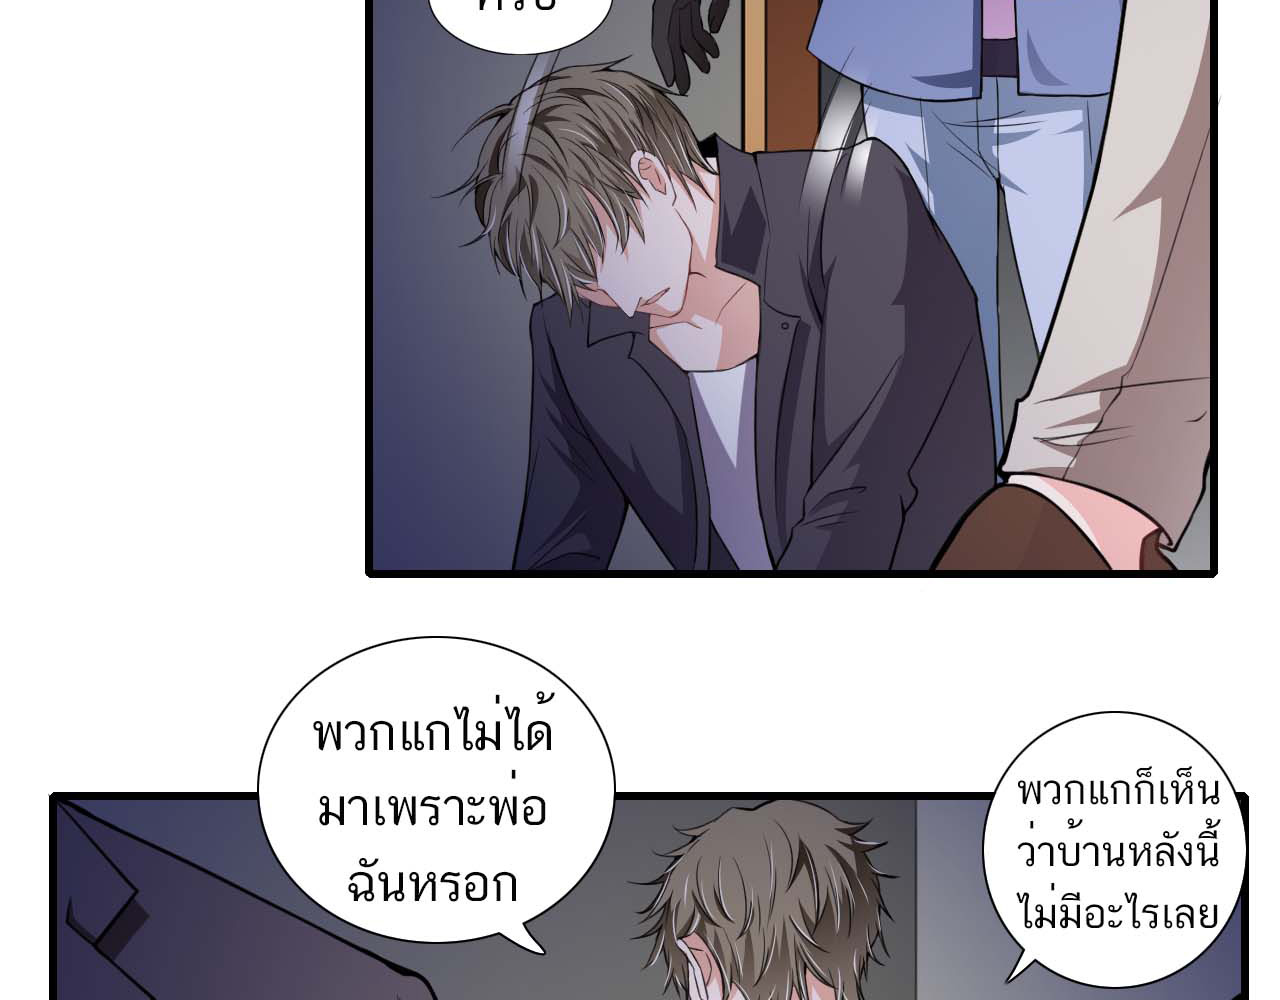 พวกแกไม่ได้
มาเพราะพ่อ
ฉันหรอก
พวกแกก็เห็น
ว่าบ้านหลังนี้
ไม่มีอะไรเลย